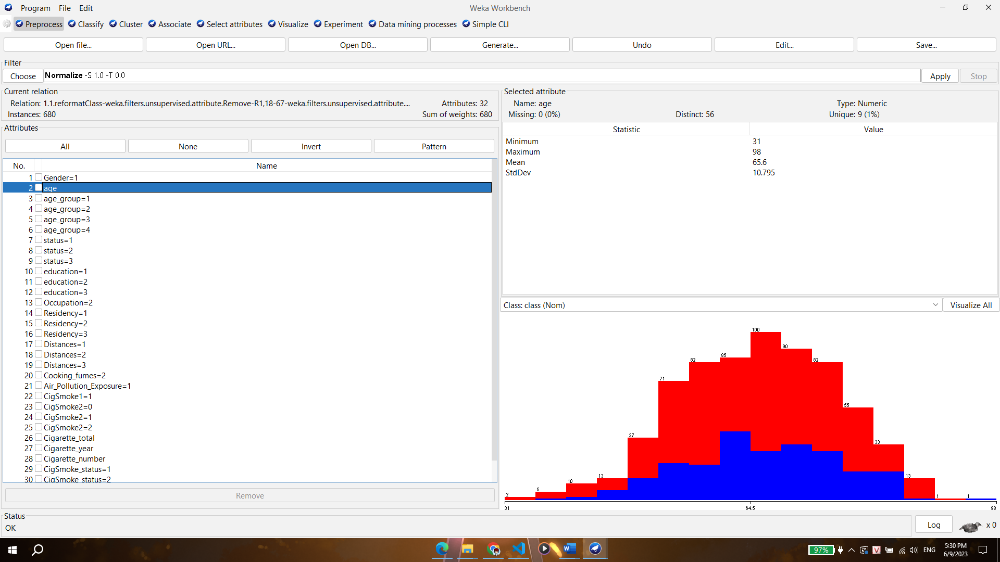 Program File Edit Weka Workbench
Preprocess Classify Cluster Associate Select attributes Visualize Experiment Data mining processes Simple CLI
Open file... Open URL... Open DB... Generate... Undo Edit... Save...
Filter
Choose Normalize -S 1.0 -T 0.0 Apply Stop
Current relation
Relation: 1.1.reformatClass-weka.filters.unsupervised.attribute.Remove-R1,18-67-weka.filters.unsupervised.attribute.... Attributes: 32
Instances: 680 Sum of weights: 680
Attributes
All None Invert Pattern
No. Name
1 Gender=1
2 age
3 age_group=1
4 age_group=2
5 age_group=3
6 age_group=4
7 status=1
8 status=2
9 status=3
10 education=1
11 education=2
12 education=3
13 Occupation=2
14 Residency=1
15 Residency=2
16 Residency=3
17 Distances=1
18 Distances=2
19 Distances=3
20 Cooking_fumes=2
21 Air_Pollution_Exposure=1
22 CigSmoke1=1
23 CigSmoke2=0
24 CigSmoke2=1
25 CigSmoke2=2
26 Cigarette_total
27 Cigarette_year
28 Cigarette_number
29 CigSmoke_status=1
30 CigSmoke_status=2
Remove
Selected attribute
Name: age Type: Numeric
Missing: 0 (0%) Distinct: 56 Unique: 9 (1%)
Statistic Value
Minimum 31
Maximum 98
Mean 65.6
StdDev 10.795
Class: class (Nom) Visualize All
2 5 10 13 37 71 82 85 100 90 82 55 33 13 1 1
31 64.5 98
Status
OK
Log x 0
97% ENG 5:30 PM
6/9/2023